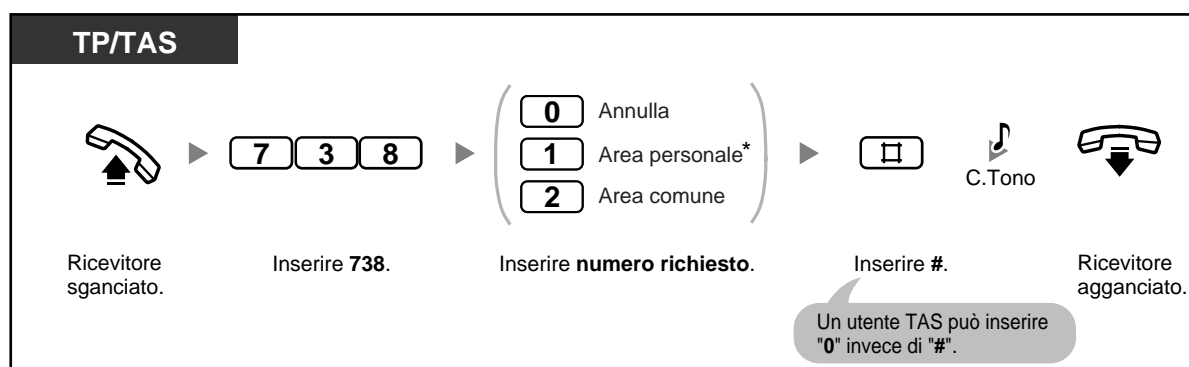 TP/TAS
0 Annulla
7 3 8
1 Area personale*
#
C.Tono
2 Area comune
Ricevitore sganciato.
Inserire 738.
Inserire numero richiesto.
Inserire #.
Ricevitore agganciato.
Un utente TAS può inserire
"0" invece di "#".